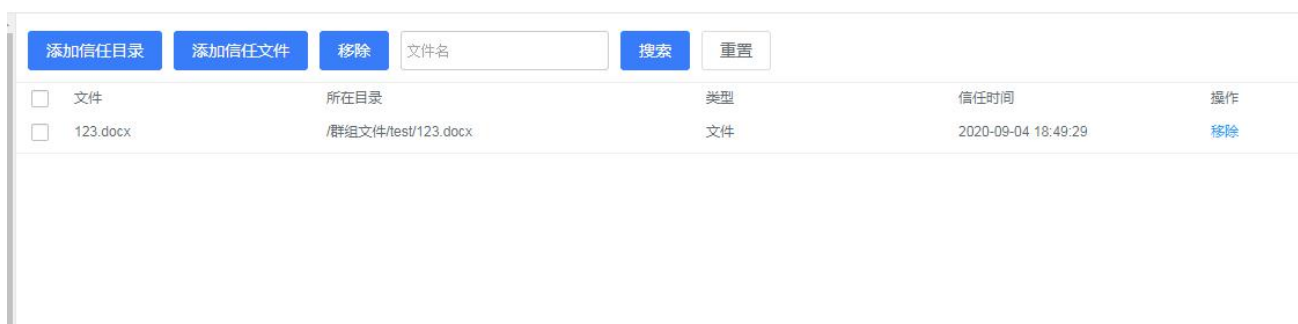 添加信任目录 添加信任文件 移除 文件名 搜索 重置
文件 所在目录 类型 信任时间 操作
123.docx /群组文件/test/123.docx 文件 2020-09-04 18:49:29 移除